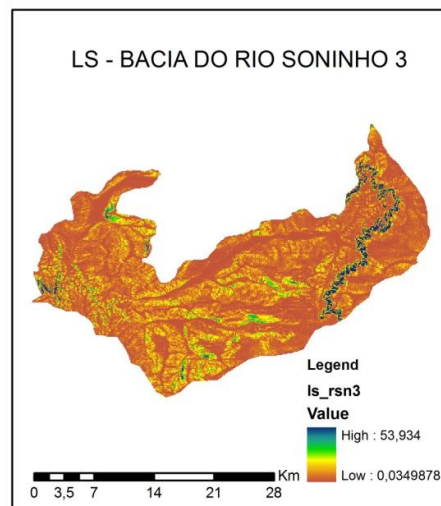 LS - BACIA DO RIO SONINHO 3
Legend
ls_rsn3
Value
High : 53,934
Low : 0,0349878
Km
0 3,5 7 14 21 28